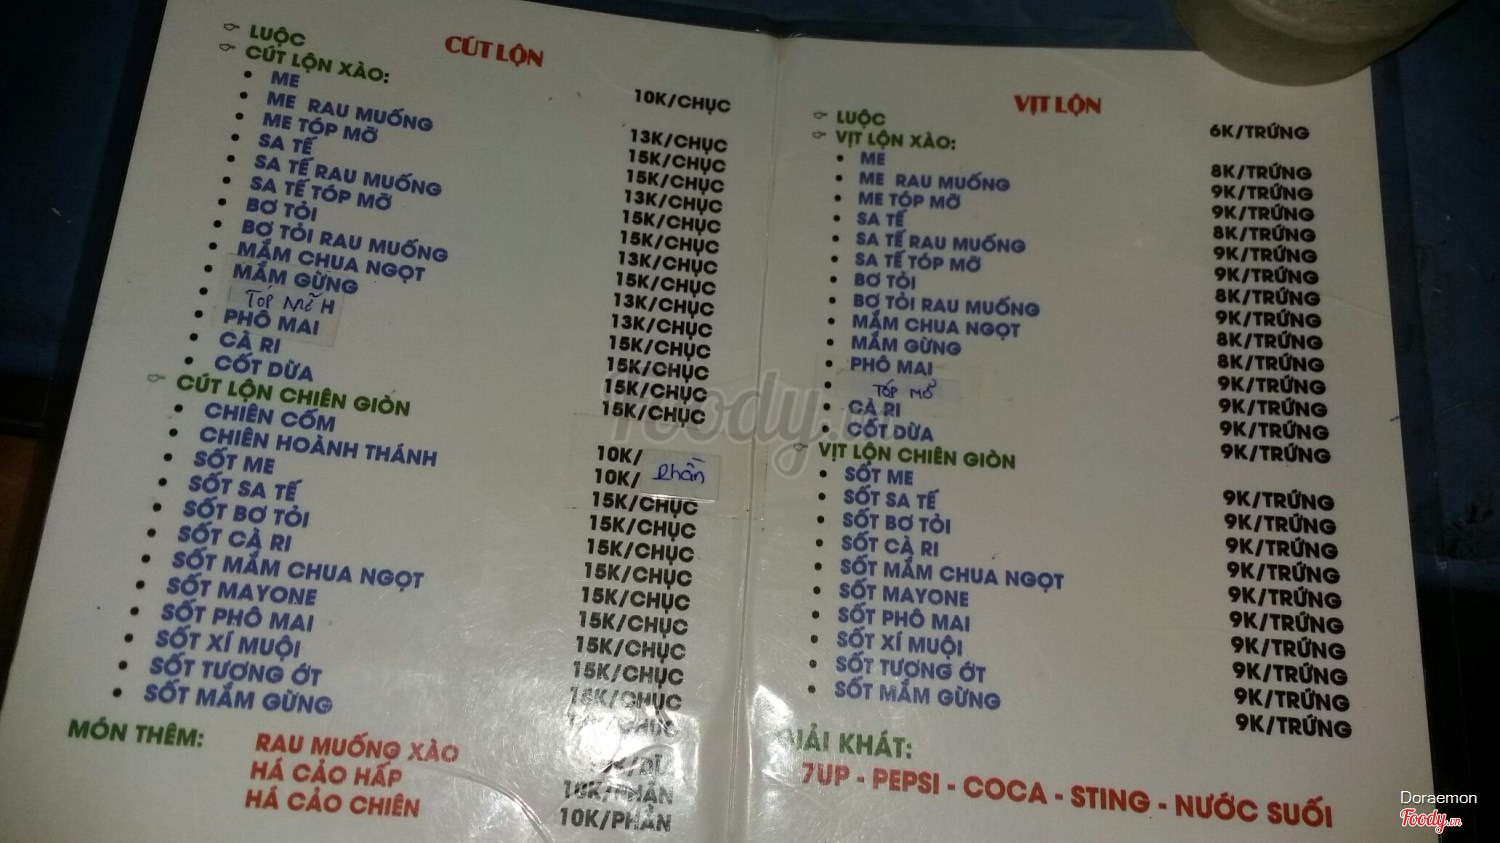 CÚT LỘN
LUỘC 10K/CHỤC
CÚT LỘN XÀO:
ME 13K/CHỤC
ME RAU MUỐNG 15K/CHỤC
ME TÓP MỠ 15K/CHỤC
SA TẾ 13K/CHỤC
SA TẾ RAU MUỐNG 15K/CHỤC
SA TẾ TÓP MỠ 15K/CHỤC
BƠ TỎI 13K/CHỤC
BƠ TỎI RAU MUỐNG 15K/CHỤC
MẮM CHUA NGỌT 13K/CHỤC
MẮM GỪNG 13K/CHỤC
TÓP MỠ H 15K/CHỤC
PHÔ MAI 15K/CHỤC
CÀ RI 15K/CHỤC
CỐT DỪA 15K/CHỤC
CÚT LỘN CHIÊN GIÒN
CHIÊN CỐM 10K/
CHIÊN HOÀNH THÁNH 10K/ phần
SỐT ME 15K/CHỤC
SỐT SA TẾ 15K/CHỤC
SỐT BƠ TỎI 15K/CHỤC
SỐT CÀ RI 15K/CHỤC
SỐT MẮM CHUA NGỌT 15K/CHỤC
SỐT MAYONE 15K/CHỤC
SỐT PHÔ MAI 15K/CHỤC
SỐT XÍ MUỘI 15K/CHỤC
SỐT TƯƠNG ỚT 15K/CHỤC
SỐT MẮM GỪNG
MÓN THÊM:
RAU MUỐNG XÀO
HÁ CẢO HẤP 10K/PHẦN
HÁ CẢO CHIÊN 10K/PHẦN
VỊT LỘN
LUỘC 6K/TRỨNG
VỊT LỘN XÀO:
ME 8K/TRỨNG
ME RAU MUỐNG 9K/TRỨNG
ME TÓP MỠ 9K/TRỨNG
SA TẾ 8K/TRỨNG
SA TẾ RAU MUỐNG 9K/TRỨNG
SA TẾ TÓP MỠ 9K/TRỨNG
BƠ TỎI 8K/TRỨNG
BƠ TỎI RAU MUỐNG 9K/TRỨNG
MẮM CHUA NGỌT 8K/TRỨNG
MẮM GỪNG 8K/TRỨNG
PHÔ MAI 9K/TRỨNG
TÓP MỠ 9K/TRỨNG
CÀ RI 9K/TRỨNG
CỐT DỪA 9K/TRỨNG
VỊT LỘN CHIÊN GIÒN
SỐT ME 9K/TRỨNG
SỐT SA TẾ 9K/TRỨNG
SỐT BƠ TỎI 9K/TRỨNG
SỐT CÀ RI 9K/TRỨNG
SỐT MẮM CHUA NGỌT 9K/TRỨNG
SỐT MAYONE 9K/TRỨNG
SỐT PHÔ MAI 9K/TRỨNG
SỐT XÍ MUỘI 9K/TRỨNG
SỐT TƯƠNG ỚT 9K/TRỨNG
SỐT MẮM GỪNG 9K/TRỨNG
GIẢI KHÁT:
7UP - PEPSI - COCA - STING - NƯỚC SUỐI
Foody.vn
Doraemon
Foody.vn